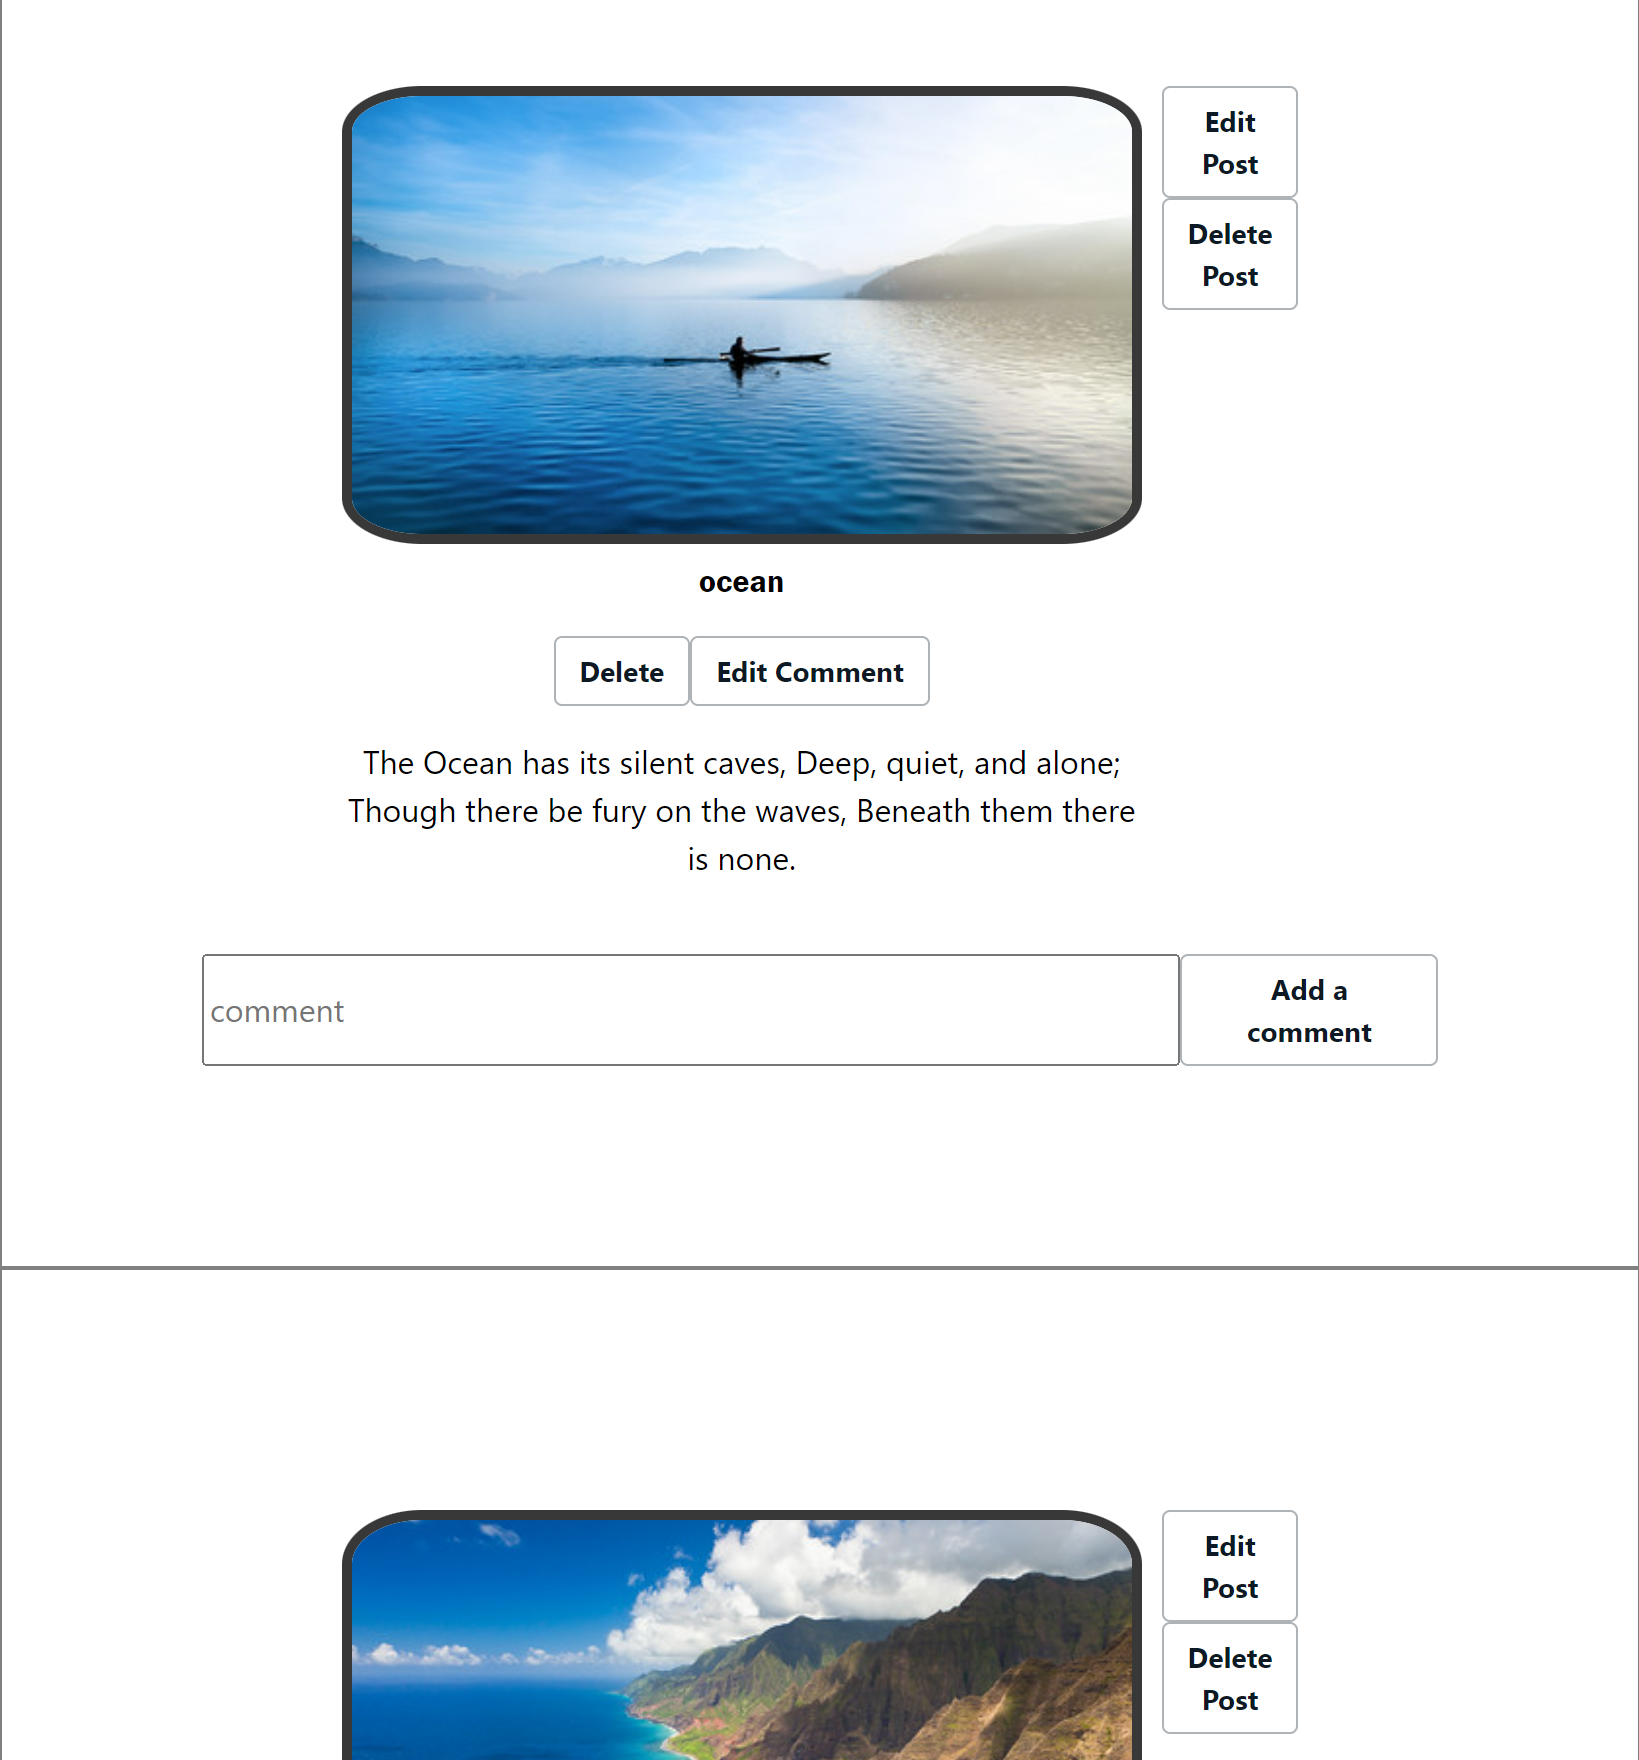 Edit
Post
Delete
Post
ocean
Delete
Edit Comment
The Ocean has its silent caves, Deep, quiet, and alone;
Though there be fury on the waves, Beneath them there
is none.
comment
Add a
comment
Edit
Post
Delete
Post